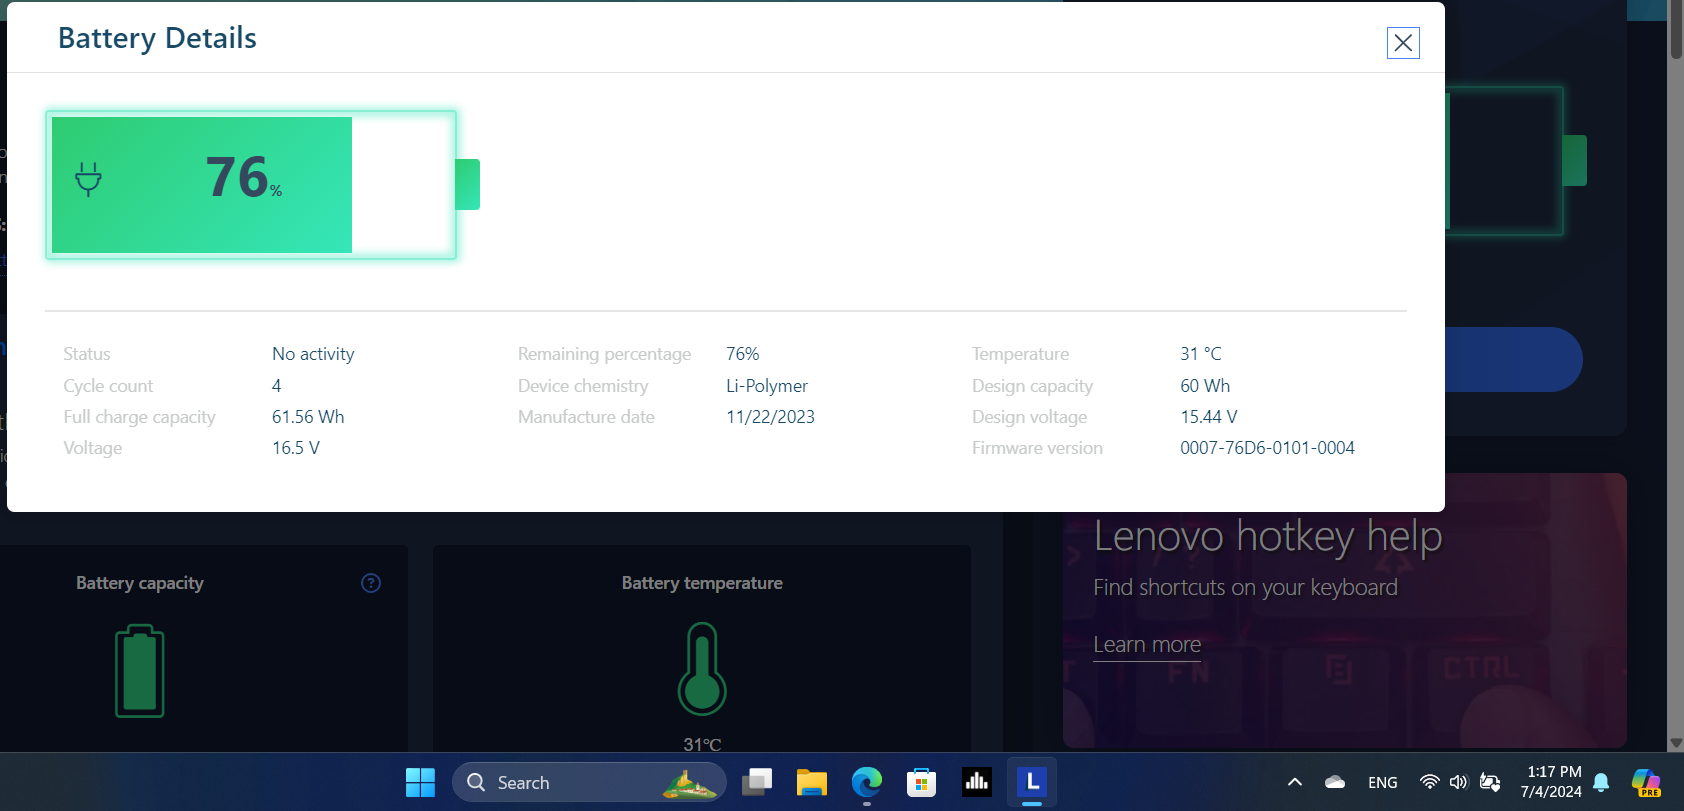 Battery Details
76%
Status No activity
Cycle count 4
Full charge capacity 61.56 Wh
Voltage 16.5 V
Remaining percentage 76%
Device chemistry Li-Polymer
Manufacture date 11/22/2023
Temperature 31 °C
Design capacity 60 Wh
Design voltage 15.44 V
Firmware version 0007-76D6-0101-0004
Battery capacity
?
Battery temperature
31°C
Lenovo hotkey help
Find shortcuts on your keyboard
Learn more
FN
CTRL
Search
L
ENG
1:17 PM
7/4/2024
PRE